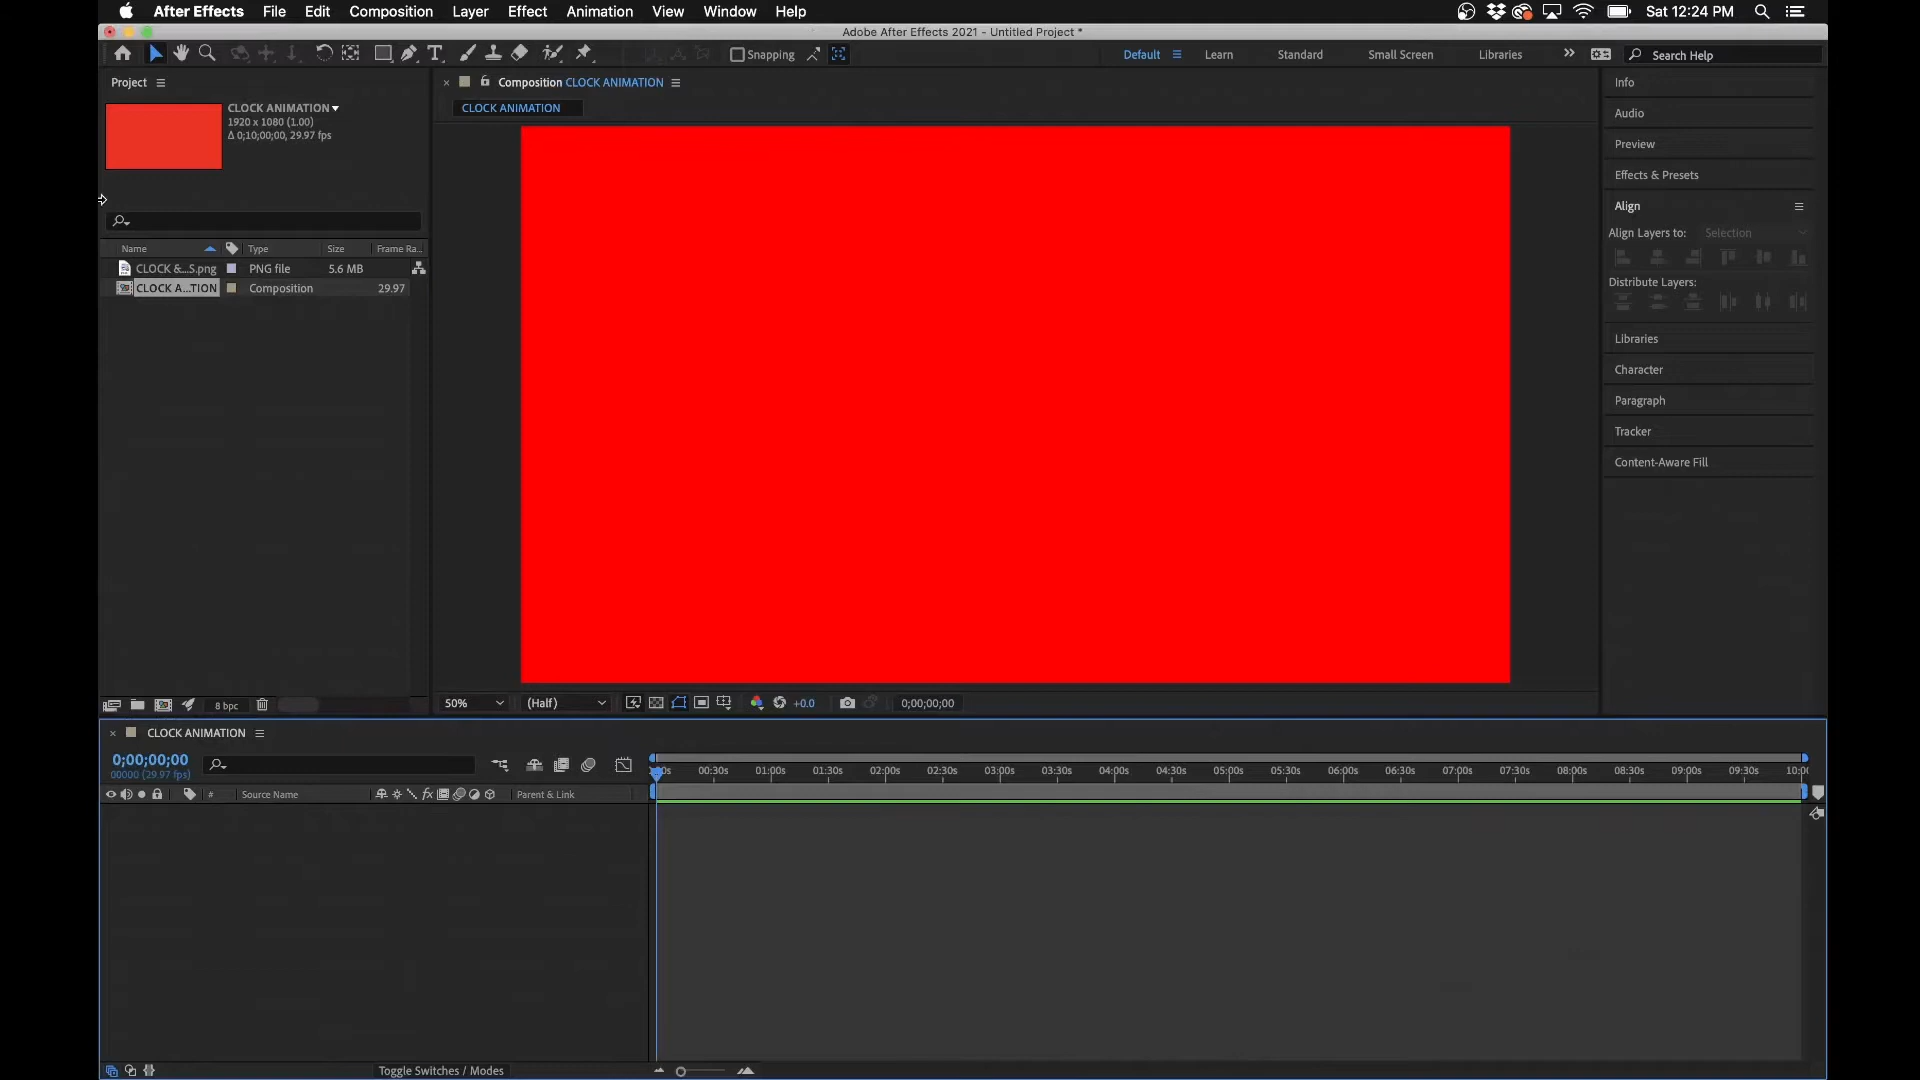 After Effects File Edit Composition Layer Effect Animation View Window Help Sat 12:24 PM
Adobe After Effects 2021 - Untitled Project *
Snapping Default Learn Standard Small Screen Libraries Search Help
Project
CLOCK ANIMATION
1920 x 1080 (1.00)
Δ 0;10;00;00, 29.97 fps
Name Type Size Frame Ra...
CLOCK &...S.png PNG file 5.6 MB
CLOCK A...TION Composition 29.97
8 bpc
Composition CLOCK ANIMATION
CLOCK ANIMATION
50% (Half) +0.0 0;00;00;00
Info
Audio
Preview
Effects & Presets
Align
Align Layers to: Selection
Distribute Layers:
Libraries
Character
Paragraph
Tracker
Content-Aware Fill
CLOCK ANIMATION
0;00;00;00
00000 (29.97 fps)
00:30s 01:00s 01:30s 02:00s 02:30s 03:00s 03:30s 04:00s 04:30s 05:00s 05:30s 06:00s 06:30s 07:00s 07:30s 08:00s 08:30s 09:00s 09:30s 10:0
# Source Name Parent & Link
Toggle Switches / Modes